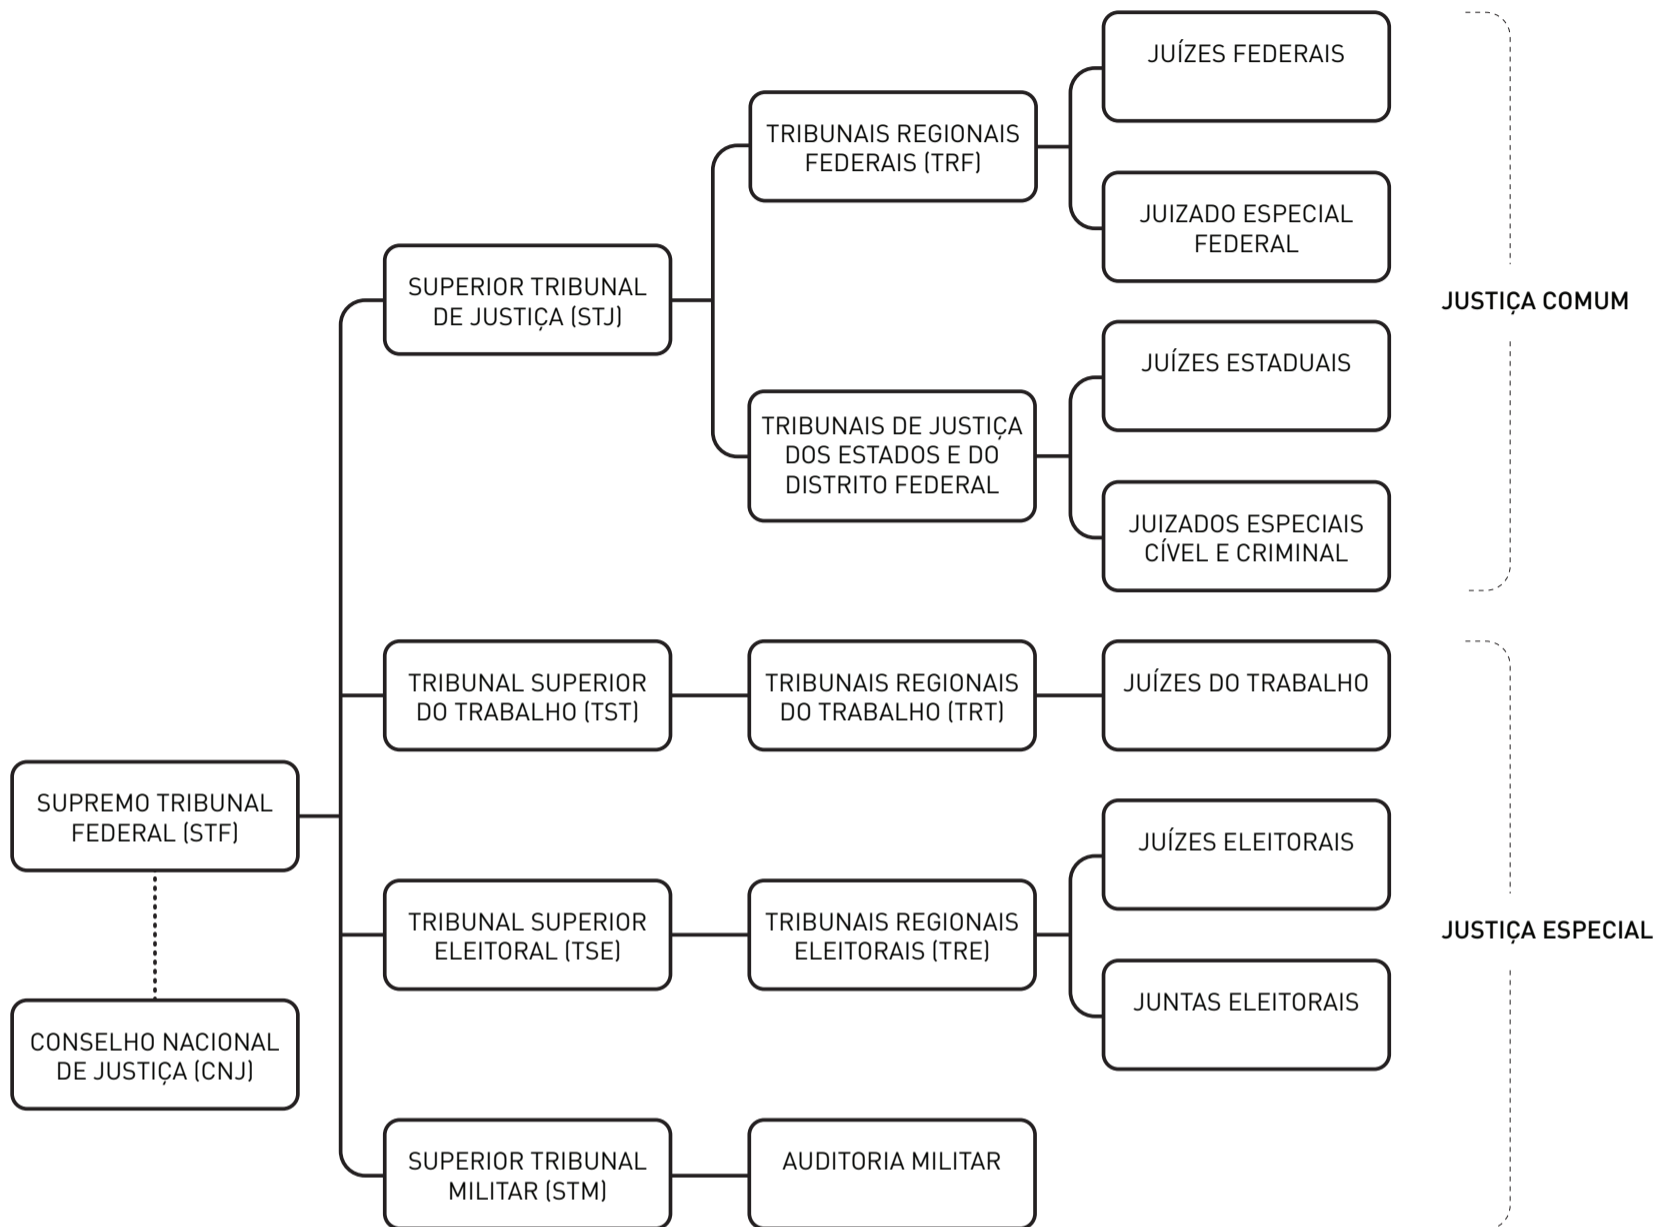 SUPREMO TRIBUNAL
FEDERAL (STF)
CONSELHO NACIONAL
DE JUSTIÇA (CNJ)
SUPERIOR TRIBUNAL
DE JUSTIÇA (STJ)
TRIBUNAIS REGIONAIS
FEDERAIS (TRF)
JUÍZES FEDERAIS
JUIZADO ESPECIAL
FEDERAL
TRIBUNAIS DE JUSTIÇA
DOS ESTADOS E DO
DISTRITO FEDERAL
JUÍZES ESTADUAIS
JUIZADOS ESPECIAIS
CÍVEL E CRIMINAL
JUSTIÇA COMUM
TRIBUNAL SUPERIOR
DO TRABALHO (TST)
TRIBUNAIS REGIONAIS
DO TRABALHO (TRT)
JUÍZES DO TRABALHO
TRIBUNAL SUPERIOR
ELEITORAL (TSE)
TRIBUNAIS REGIONAIS
ELEITORAIS (TRE)
JUÍZES ELEITORAIS
JUNTAS ELEITORAIS
SUPERIOR TRIBUNAL
MILITAR (STM)
AUDITORIA MILITAR
JUSTIÇA ESPECIAL